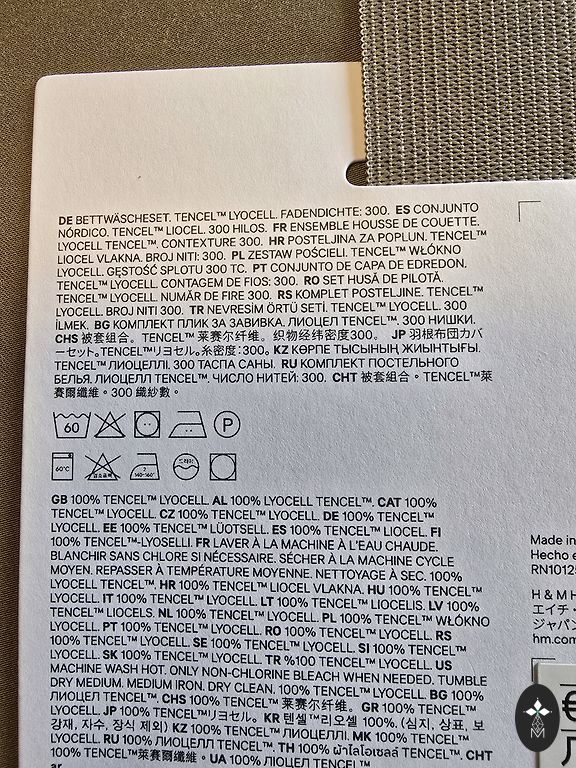 DE BETTWÄSCHESET. TENCEL™ LYOCELL. FADENDICHTE: 300. ES CONJUNTO
NÓRDICO. TENCEL™ LIOCEL. 300 HILOS. FR ENSEMBLE HOUSSE DE COUETTE.
LYOCELL TENCEL™. CONTEXTURE 300. HR POSTELJINA ZA POPLUN. TENCEL™
LIOCEL VLAKNA. BROJ NITI: 300. PL ZESTAW POŚCIELI. TENCEL™ WŁÓKNO
LYOCELL. GĘSTOŚĆ SPLOTU 300 TC. PT CONJUNTO DE CAPA DE EDREDON.
TENCEL™ LYOCELL. CONTAGEM DE FIOS: 300. RO SET HUSĂ DE PILOTĂ.
TENCEL™ LYOCELL. NUMĂR DE FIRE 300. RS KOMPLET POSTELJINE. TENCEL™
LYOCELL. BROJ NITI 300. TR NEVRESİM ÖRTÜ SETİ. TENCEL™ LYOCELL. 300
İLMEK. BG КОМПЛЕКТ ПЛИК ЗА ЗАВИВКА. ЛИОЦЕЛ TENCEL™. 300 НИШКИ.
CHS 被套组合。TENCEL™ 莱赛尔纤维。织物经纬密度300。 JP 羽根布団カバ
ーセット。TENCEL™リヨセル。糸密度:300。KZ КӨРПЕ ТЫСЫНЫҢ ЖИЫНТЫҒЫ.
TENCEL™ ЛИОЦЕЛЛІ. 300 ТАСПА САНЫ. RU КОМПЛЕКТ ПОСТЕЛЬНОГО
БЕЛЬЯ. ЛИОЦЕЛЛ TENCEL™. ЧИСЛО НИТЕЙ: 300. CHT 被套組合。TENCEL™萊
賽爾纖維。300 織紗數。
60 P
60°C 염소표백 140~160°C 드라이
GB 100% TENCEL™ LYOCELL. AL 100% LYOCELL TENCEL™. CAT 100%
TENCEL™ LYOCELL. CZ 100% TENCEL™ LYOCELL. DE 100% TENCEL™
LYOCELL. EE 100% TENCEL™ LÜOTSELL. ES 100% TENCEL™ LIOCEL. FI
100% TENCEL™-LYOSELLI. FR LAVER À LA MACHINE À L'EAU CHAUDE.
BLANCHIR SANS CHLORE SI NÉCESSAIRE. SÉCHER À LA MACHINE CYCLE
MOYEN. REPASSER À TEMPÉRATURE MOYENNE. NETTOYAGE À SEC. 100%
LYOCELL TENCEL™. HR 100% TENCEL™ LIOCEL VLAKNA. HU 100% TENCEL™
LYOCELL. IT 100% TENCEL™ LYOCELL. LT 100% TENCEL™ LIOCELIS. LV 100%
TENCEL™ LIOCELS. NL 100% TENCEL™ LYOCELL. PL 100% TENCEL™ WŁÓKNO
LYOCELL. PT 100% TENCEL™ LYOCELL. RO 100% TENCEL™ LYOCELL. RS
100% TENCEL™ LYOCELL. SE 100% TENCEL™ LYOCELL. SI 100% TENCEL™
LYOCELL. SK 100% TENCEL™ LYOCELL. TR %100 TENCEL™ LYOCELL. US
MACHINE WASH HOT. ONLY NON-CHLORINE BLEACH WHEN NEEDED. TUMBLE
DRY MEDIUM. MEDIUM IRON. DRY CLEAN. 100% TENCEL™ LYOCELL. BG 100%
ЛИОЦЕЛ TENCEL™. CHS 100% TENCEL™ 莱赛尔纤维。GR 100% TENCEL™
LYOCELL. JP 100% TENCEL™リヨセル。KR 텐셀™리오셀 100%. (심지, 상표, 보
강재, 자수, 장식 제외) KZ 100% TENCEL™ ЛИОЦЕЛЛІ. MK 100% TENCEL™
LYOCELL. RU 100% ЛИОЦЕЛЛ TENCEL™. TH 100% ผ้าไลโอเซลล์ TENCEL™. CHT
100% TENCEL™萊賽爾纖維。UA 100% ЛІОЦЕЛ TENCEL™.
ar
Made in
Hecho e
RN10125
H & M H
エイチ・
ジャパン
hm.com
€
M